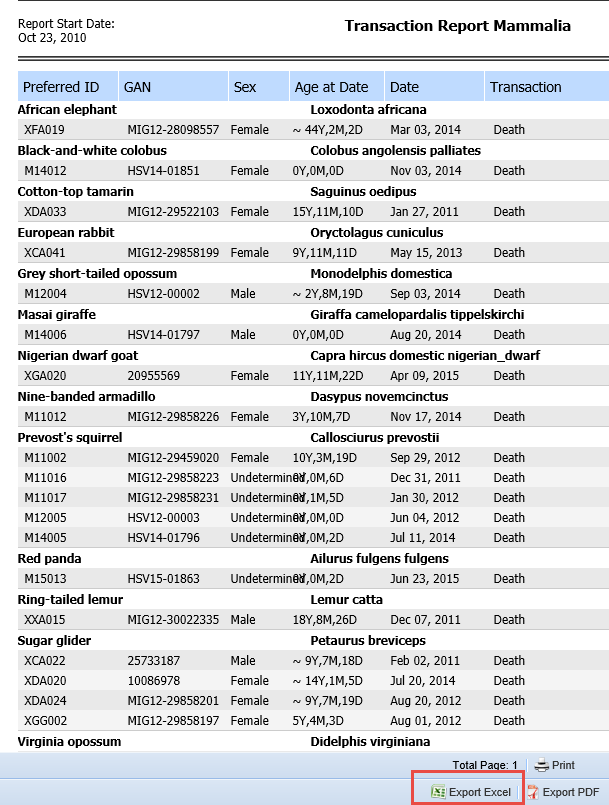 Report Start Date:
Oct 23, 2010
Transaction Report Mammalia
Preferred ID GAN Sex Age at Date Date Transaction
African elephant Loxodonta africana
XFA019 MIG12-28098557 Female ~ 44Y,2M,2D Mar 03, 2014 Death
Black-and-white colobus Colobus angolensis palliates
M14012 HSV14-01851 Female 0Y,0M,0D Nov 03, 2014 Death
Cotton-top tamarin Saguinus oedipus
XDA033 MIG12-29522103 Female 15Y,11M,10D Jan 27, 2011 Death
European rabbit Oryctolagus cuniculus
XCA041 MIG12-29858199 Female 9Y,11M,11D May 15, 2013 Death
Grey short-tailed opossum Monodelphis domestica
M12004 HSV12-00002 Male ~ 2Y,8M,19D Sep 03, 2014 Death
Masai giraffe Giraffa camelopardalis tippelskirchi
M14006 HSV14-01797 Male 0Y,0M,0D Aug 20, 2014 Death
Nigerian dwarf goat Capra hircus domestic nigerian_dwarf
XGA020 20955569 Female 11Y,11M,22D Apr 09, 2015 Death
Nine-banded armadillo Dasypus novemcinctus
M11012 MIG12-29858226 Female 3Y,10M,7D Nov 17, 2014 Death
Prevost's squirrel Callosciurus prevostii
M11002 MIG12-29459020 Female 10Y,3M,19D Sep 29, 2012 Death
M11016 MIG12-29858223 Undetermined 0Y,0M,6D Dec 31, 2011 Death
M11017 MIG12-29858231 Undetermined 0Y,1M,5D Jan 30, 2012 Death
M12005 HSV12-00003 Undetermined 0Y,0M,0D Jun 04, 2012 Death
M14005 HSV14-01796 Undetermined 0Y,0M,2D Jul 11, 2014 Death
Red panda Ailurus fulgens fulgens
M15013 HSV15-01863 Undetermined 0Y,0M,2D Jun 23, 2015 Death
Ring-tailed lemur Lemur catta
XXA015 MIG12-30022335 Male 18Y,8M,26D Dec 07, 2011 Death
Sugar glider Petaurus breviceps
XCA022 25733187 Male ~ 9Y,7M,18D Feb 02, 2011 Death
XDA020 10086978 Female ~ 14Y,1M,5D Jul 20, 2014 Death
XDA024 MIG12-29858201 Female ~ 9Y,7M,19D Aug 20, 2012 Death
XGG002 MIG12-29858197 Female 5Y,4M,3D Aug 01, 2012 Death
Virginia opossum Didelphis virginiana
Total Page: 1 Print
Export Excel Export PDF